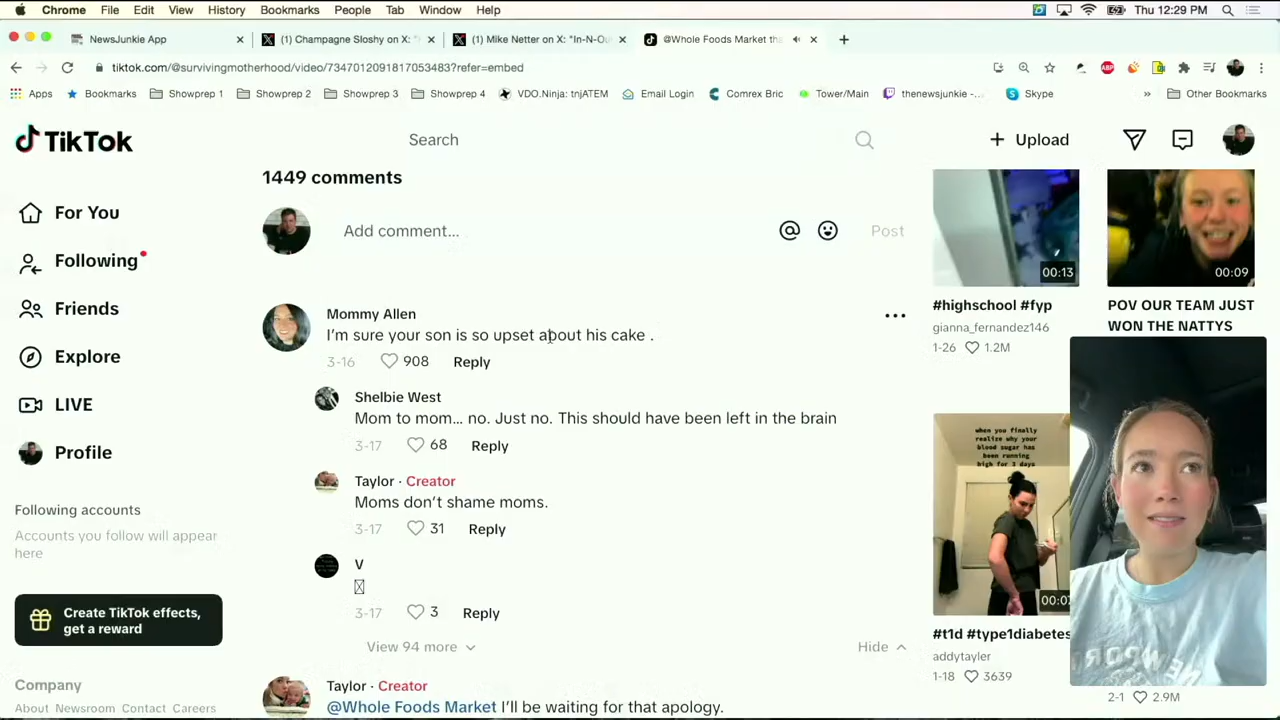 Chrome File Edit View History Bookmarks People Tab Window Help Thu 12:29 PM
NewsJunkie App (1) Champagne Sloshy on X: " (1) Mike Netter on X: "In-N-Ou @Whole Foods Market th
tiktok.com/@survivingmotherhood/video/7347012091817053483?refer=embed
Apps Bookmarks Showprep 1 Showprep 2 Showprep 3 Showprep 4 VDO.Ninja: tnjATEM Email Login Comrex Bric Tower/Main thenewsjunkie -... Skype » Other Bookmarks
TikTok
Search
+ Upload
For You
Following
Friends
Explore
LIVE
Profile
Following accounts
Accounts you follow will appear
here
Create TikTok effects,
get a reward
Company
About Newsroom Contact Careers
1449 comments
Add comment...
@
Post
Mommy Allen
I'm sure your son is so upset about his cake .
3-16 908 Reply
Shelbie West
Mom to mom... no. Just no. This should have been left in the brain
3-17 68 Reply
Taylor · Creator
Moms don't shame moms.
3-17 31 Reply
V
3-17 3 Reply
View 94 more
Hide
Taylor · Creator
@Whole Foods Market I'll be waiting for that apology.
00:13
#highschool #fyp
gianna_fernandez146
1-26 1.2M
00:09
POV OUR TEAM JUST
WON THE NATTYS
when you finally
realize why your
blood sugar has
been running
high for 3 days
#t1d #type1diabetes
addytayler
1-18 3639
2-1 2.9M